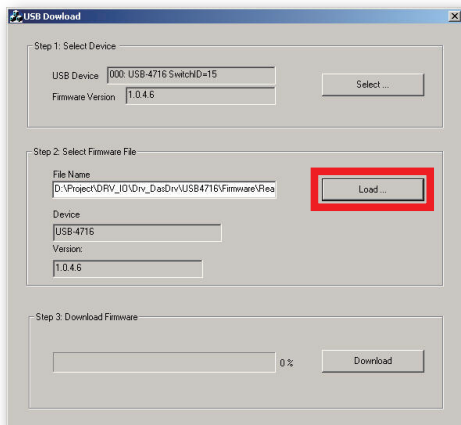 USB Dowload
Step 1: Select Device
USB Device 000: USB-4716 SwitchID=15
Select ...
Firmware Version 1.0.4.6
Step 2: Select Firmware File
File Name
D:\Project\DRV_IO\Drv_DasDrv\USB4716\Firmware\Rea
Load ...
Device
USB-4716
Version:
1.0.4.6
Step 3: Download Firmware
0 %
Download